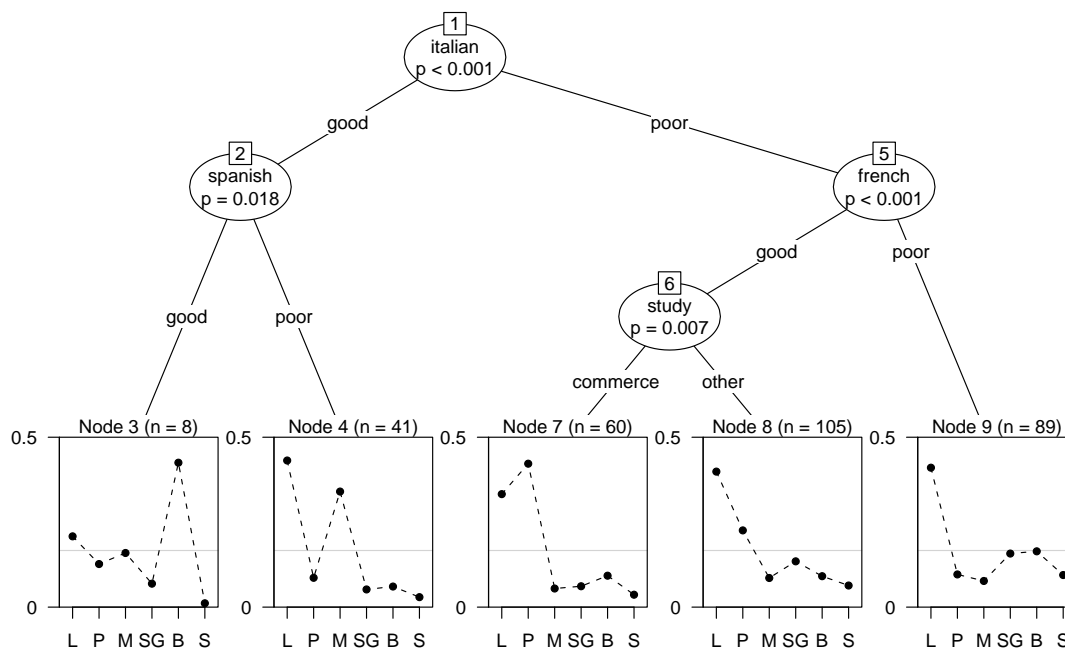 1
italian
p < 0.001
good
poor
2
spanish
p = 0.018
5
french
p < 0.001
good
poor
6
study
p = 0.007
good
poor
commerce
other
Node 3 (n = 8)
Node 4 (n = 41)
Node 7 (n = 60)
Node 8 (n = 105)
Node 9 (n = 89)
0.5
0.5
0.5
0.5
0.5
0
0
0
0
0
L P M SG B S
L P M SG B S
L P M SG B S
L P M SG B S
L P M SG B S